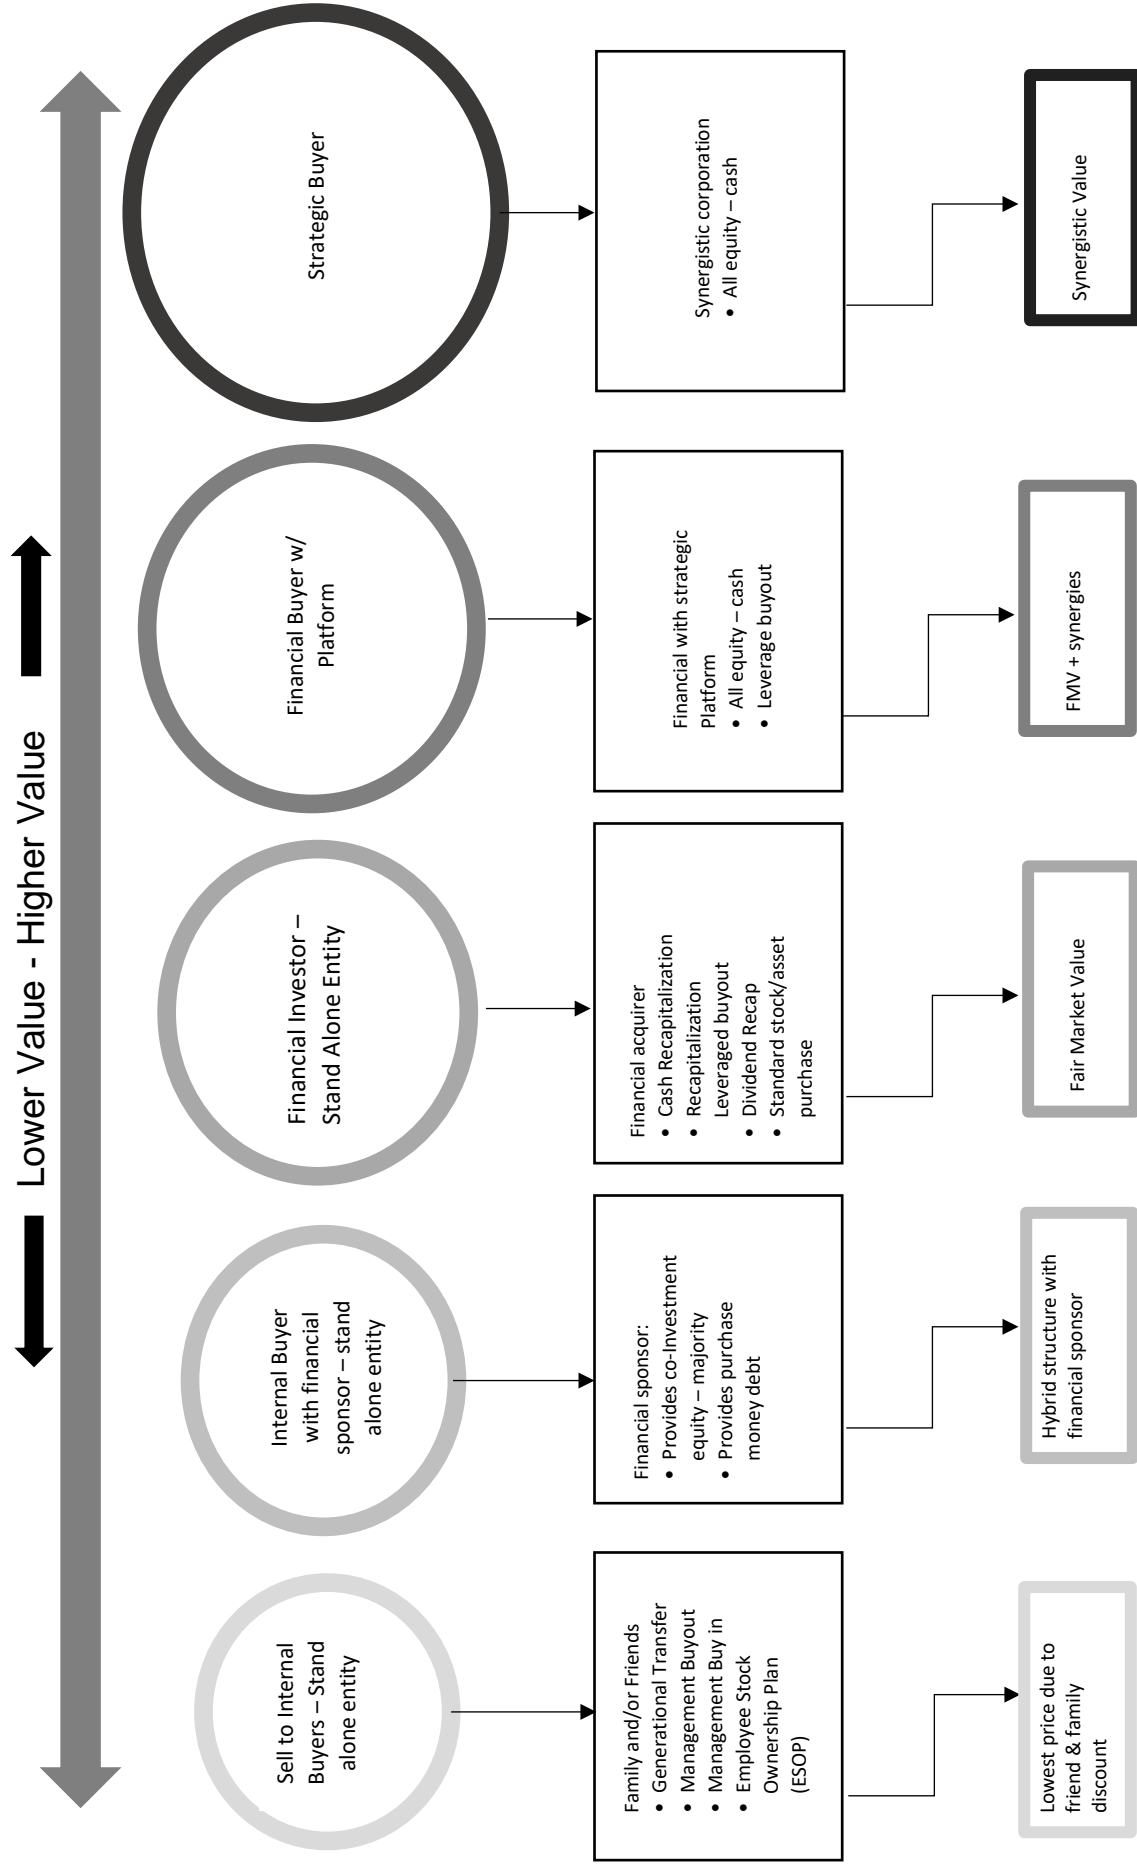 Lower Value - Higher Value
Sell to Internal
Buyers – Stand
alone entity
Internal Buyer
with financial
sponsor – stand
alone entity
Financial Investor –
Stand Alone Entity
Financial Buyer w/
Platform
Strategic Buyer
Family and/or Friends
• Generational Transfer
• Management Buyout
• Management Buy in
• Employee Stock
Ownership Plan
(ESOP)
Financial sponsor:
• Provides co-Investment
equity – majority
• Provides purchase
money debt
Financial acquirer
• Cash Recapitalization
• Recapitalization
Leveraged buyout
• Dividend Recap
• Standard stock/asset
purchase
Financial with strategic
Platform
• All equity – cash
• Leverage buyout
Synergistic corporation
• All equity – cash
Lowest price due to
friend & family
discount
Hybrid structure with
financial sponsor
Fair Market Value
FMV + synergies
Synergistic Value